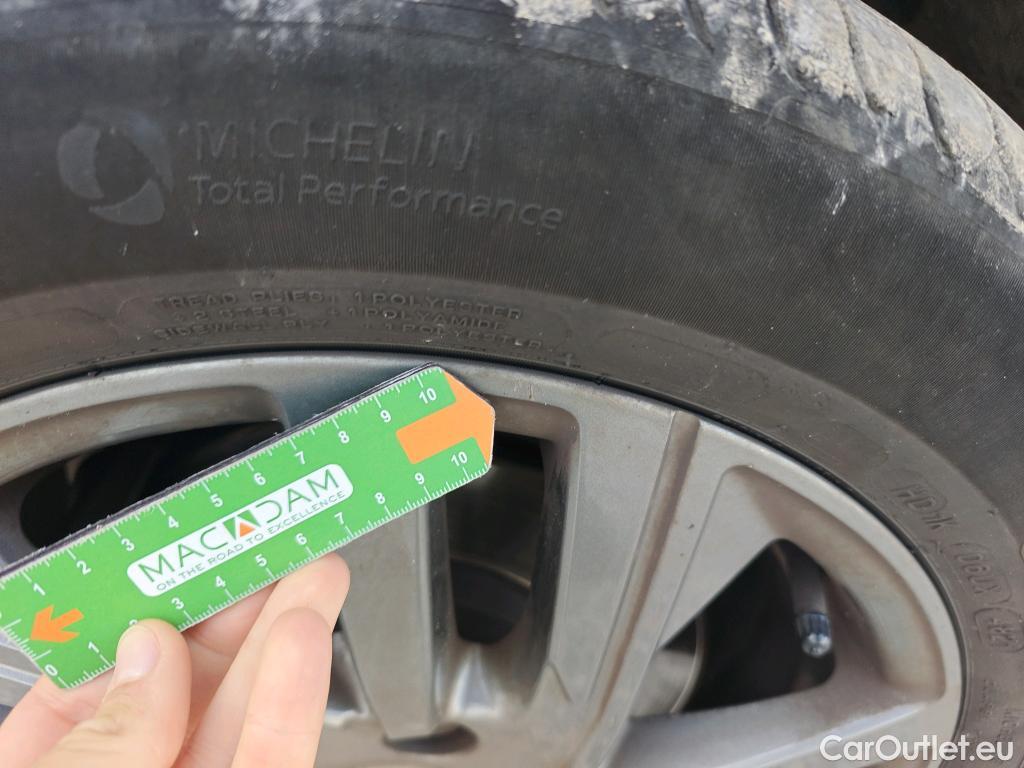 MICHELIN
Total Performance
TREAD PLIES : 1 POLYESTER
+ 2 STEEL + 1 POLYAMIDE
SIDEWALL PLY : 1 POLYESTER
1 2 3 4 5 6 7 8 9 10
MACADAM
ON THE ROAD TO EXCELLENCE
0 1 2 3 4 5 6 7 8 9 10
CarOutlet.eu